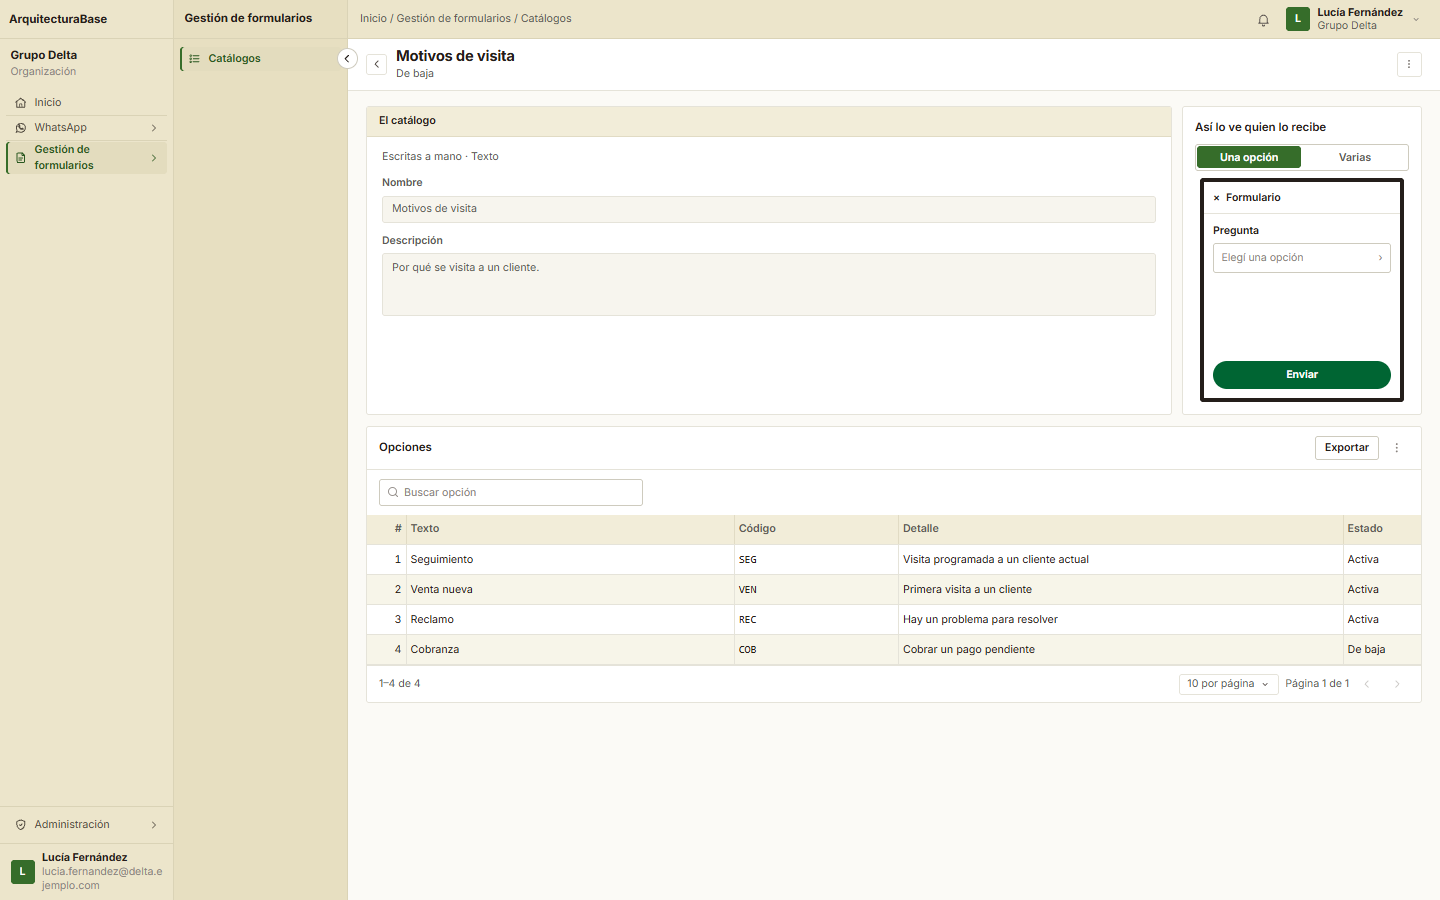 ArquitecturaBase
Grupo Delta
Organización
Inicio
WhatsApp
Gestión de
formularios
Administración
L
Lucía Fernández
lucia.fernandez@delta.e
jemplo.com
Gestión de formularios
Catálogos
Inicio / Gestión de formularios / Catálogos
L
Lucía Fernández
Grupo Delta
Motivos de visita
De baja
El catálogo
Escritas a mano · Texto
Nombre
Motivos de visita
Descripción
Por qué se visita a un cliente.
Así lo ve quien lo recibe
Una opción Varias
× Formulario
Pregunta
Elegí una opción ›
Enviar
Opciones
Exportar
Buscar opción
# Texto Código Detalle Estado
1 Seguimiento SEG Visita programada a un cliente actual Activa
2 Venta nueva VEN Primera visita a un cliente Activa
3 Reclamo REC Hay un problema para resolver Activa
4 Cobranza COB Cobrar un pago pendiente De baja
1–4 de 4
10 por página Página 1 de 1